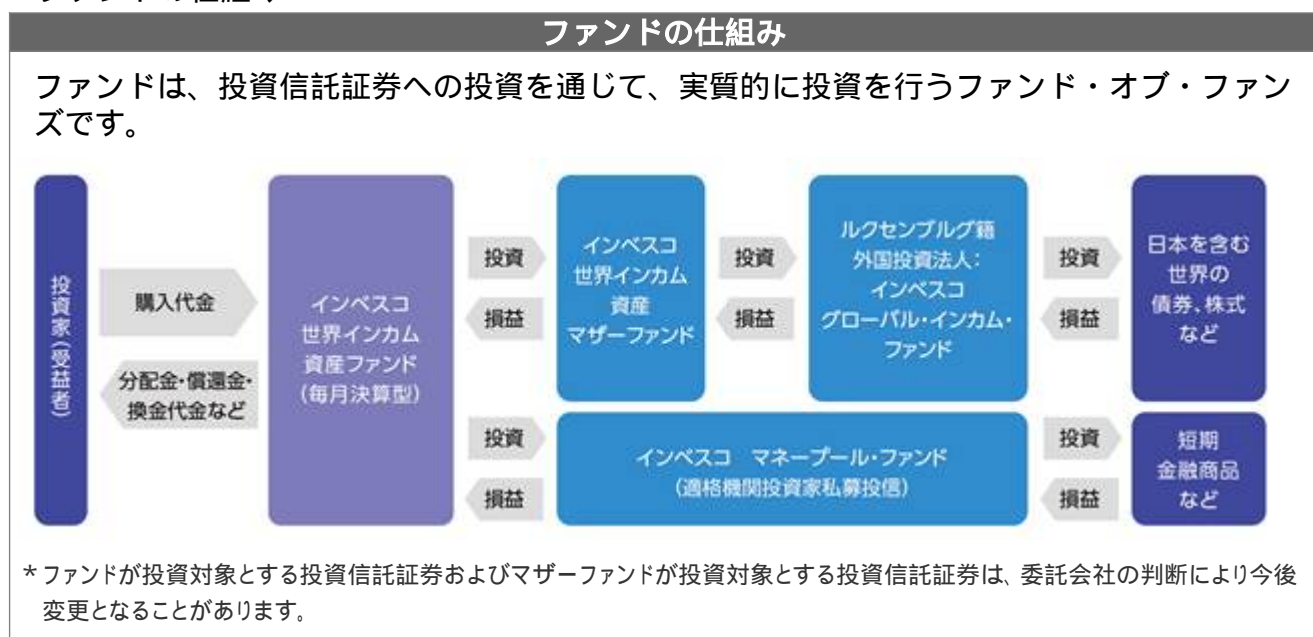 ファンドの仕組み
ファンドの仕組み
ファンドは、投資信託証券への投資を通じて、実質的に投資を行うファンド・オブ・ファン
ズです。
投資家(受益者)
購入代金
分配金・償還金・
換金代金など
インベスコ
世界インカム
資産ファンド
(毎月決算型)
投資
損益
インベスコ
世界インカム
資産
マザーファンド
投資
損益
ルクセンブルグ籍
外国投資法人:
インベスコ
グローバル・インカム・
ファンド
投資
損益
日本を含む
世界の
債券、株式
など
投資
損益
インベスコ マネープール・ファンド
(適格機関投資家私募投信)
投資
損益
短期
金融商品
など
*ファンドが投資対象とする投資信託証券およびマザーファンドが投資対象とする投資信託証券は、委託会社の判断により今後
変更となることがあります。